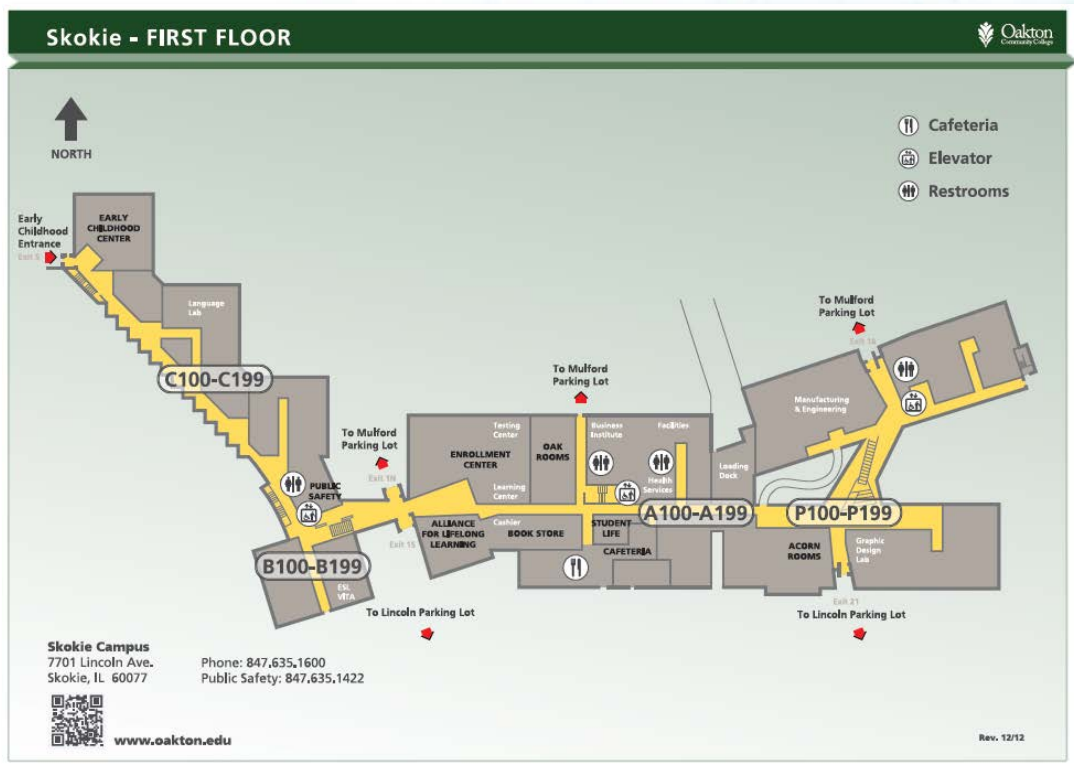 Skokie - FIRST FLOOR
Oakton
Community College
NORTH
Cafeteria
Elevator
Restrooms
Early
Childhood
Entrance
Exit 5
EARLY
CHILDHOOD
CENTER
Language
Lab
C100-C199
To Mulford
Parking Lot
Exit 1N
PUBLIC
SAFETY
B100-B199
ESL
VITA
Exit 1S
To Lincoln Parking Lot
ENROLLMENT
CENTER
Testing
Center
Learning
Center
OAK
ROOMS
ALLIANCE
FOR LIFELONG
LEARNING
Cashier
BOOK STORE
STUDENT
LIFE
CAFETERIA
To Mulford
Parking Lot
Business
Institute
Facilities
Health
Services
A100-A199
Loading
Dock
To Mulford
Parking Lot
Manufacturing
& Engineering
P100-P199
ACORN
ROOMS
Graphic
Design
Lab
Exit 21
To Lincoln Parking Lot
Skokie Campus
7701 Lincoln Ave.
Skokie, IL 60077
Phone: 847.635.1600
Public Safety: 847.635.1422
www.oakton.edu
Rev. 12/12